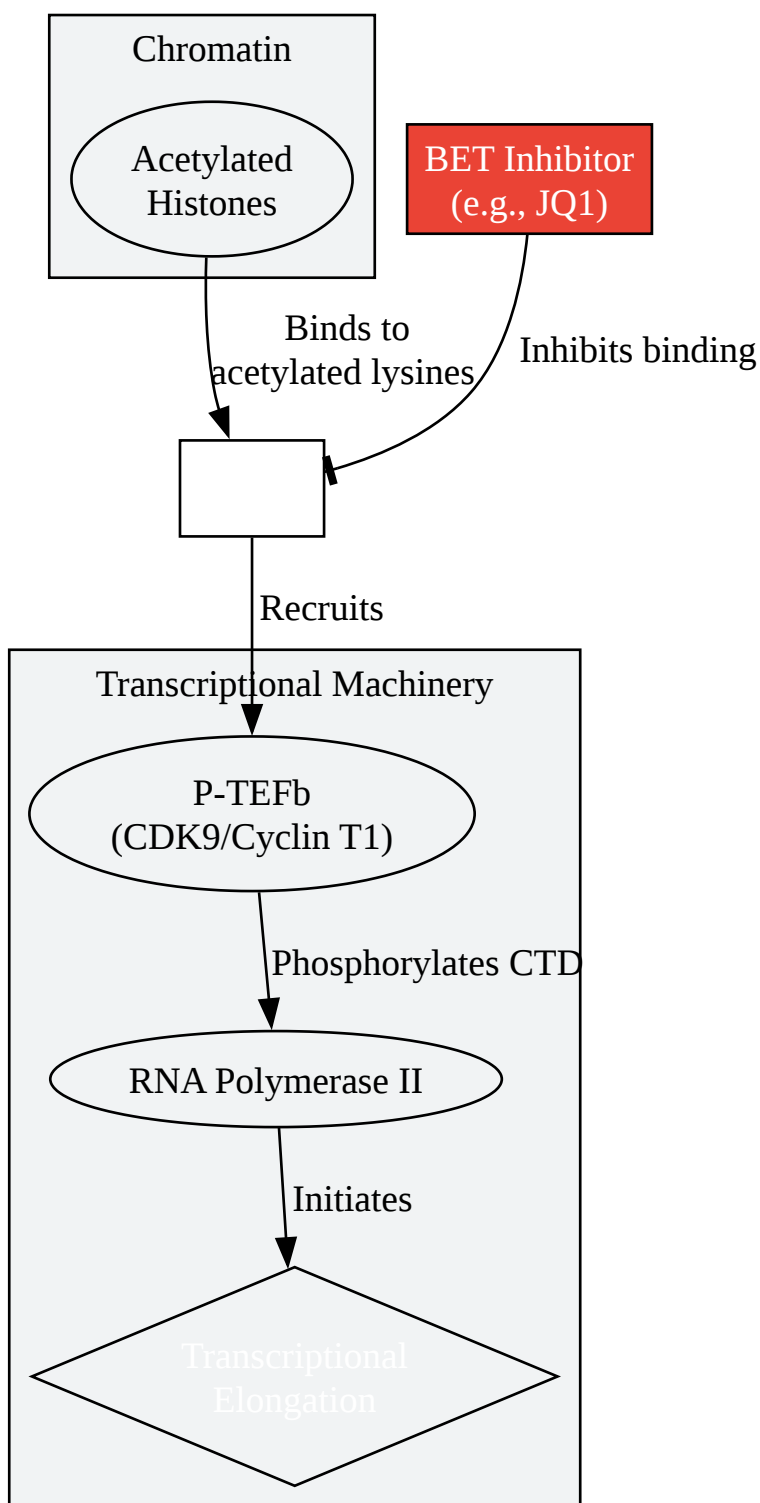 Chromatin
Acetylated
Histones
BET Inhibitor
(e.g., JQ1)
Binds to
acetylated lysines
Inhibits binding
Recruits
Transcriptional Machinery
P-TEFb
(CDK9/Cyclin T1)
Phosphorylates CTD
RNA Polymerase II
Initiates
Transcriptional
Elongation